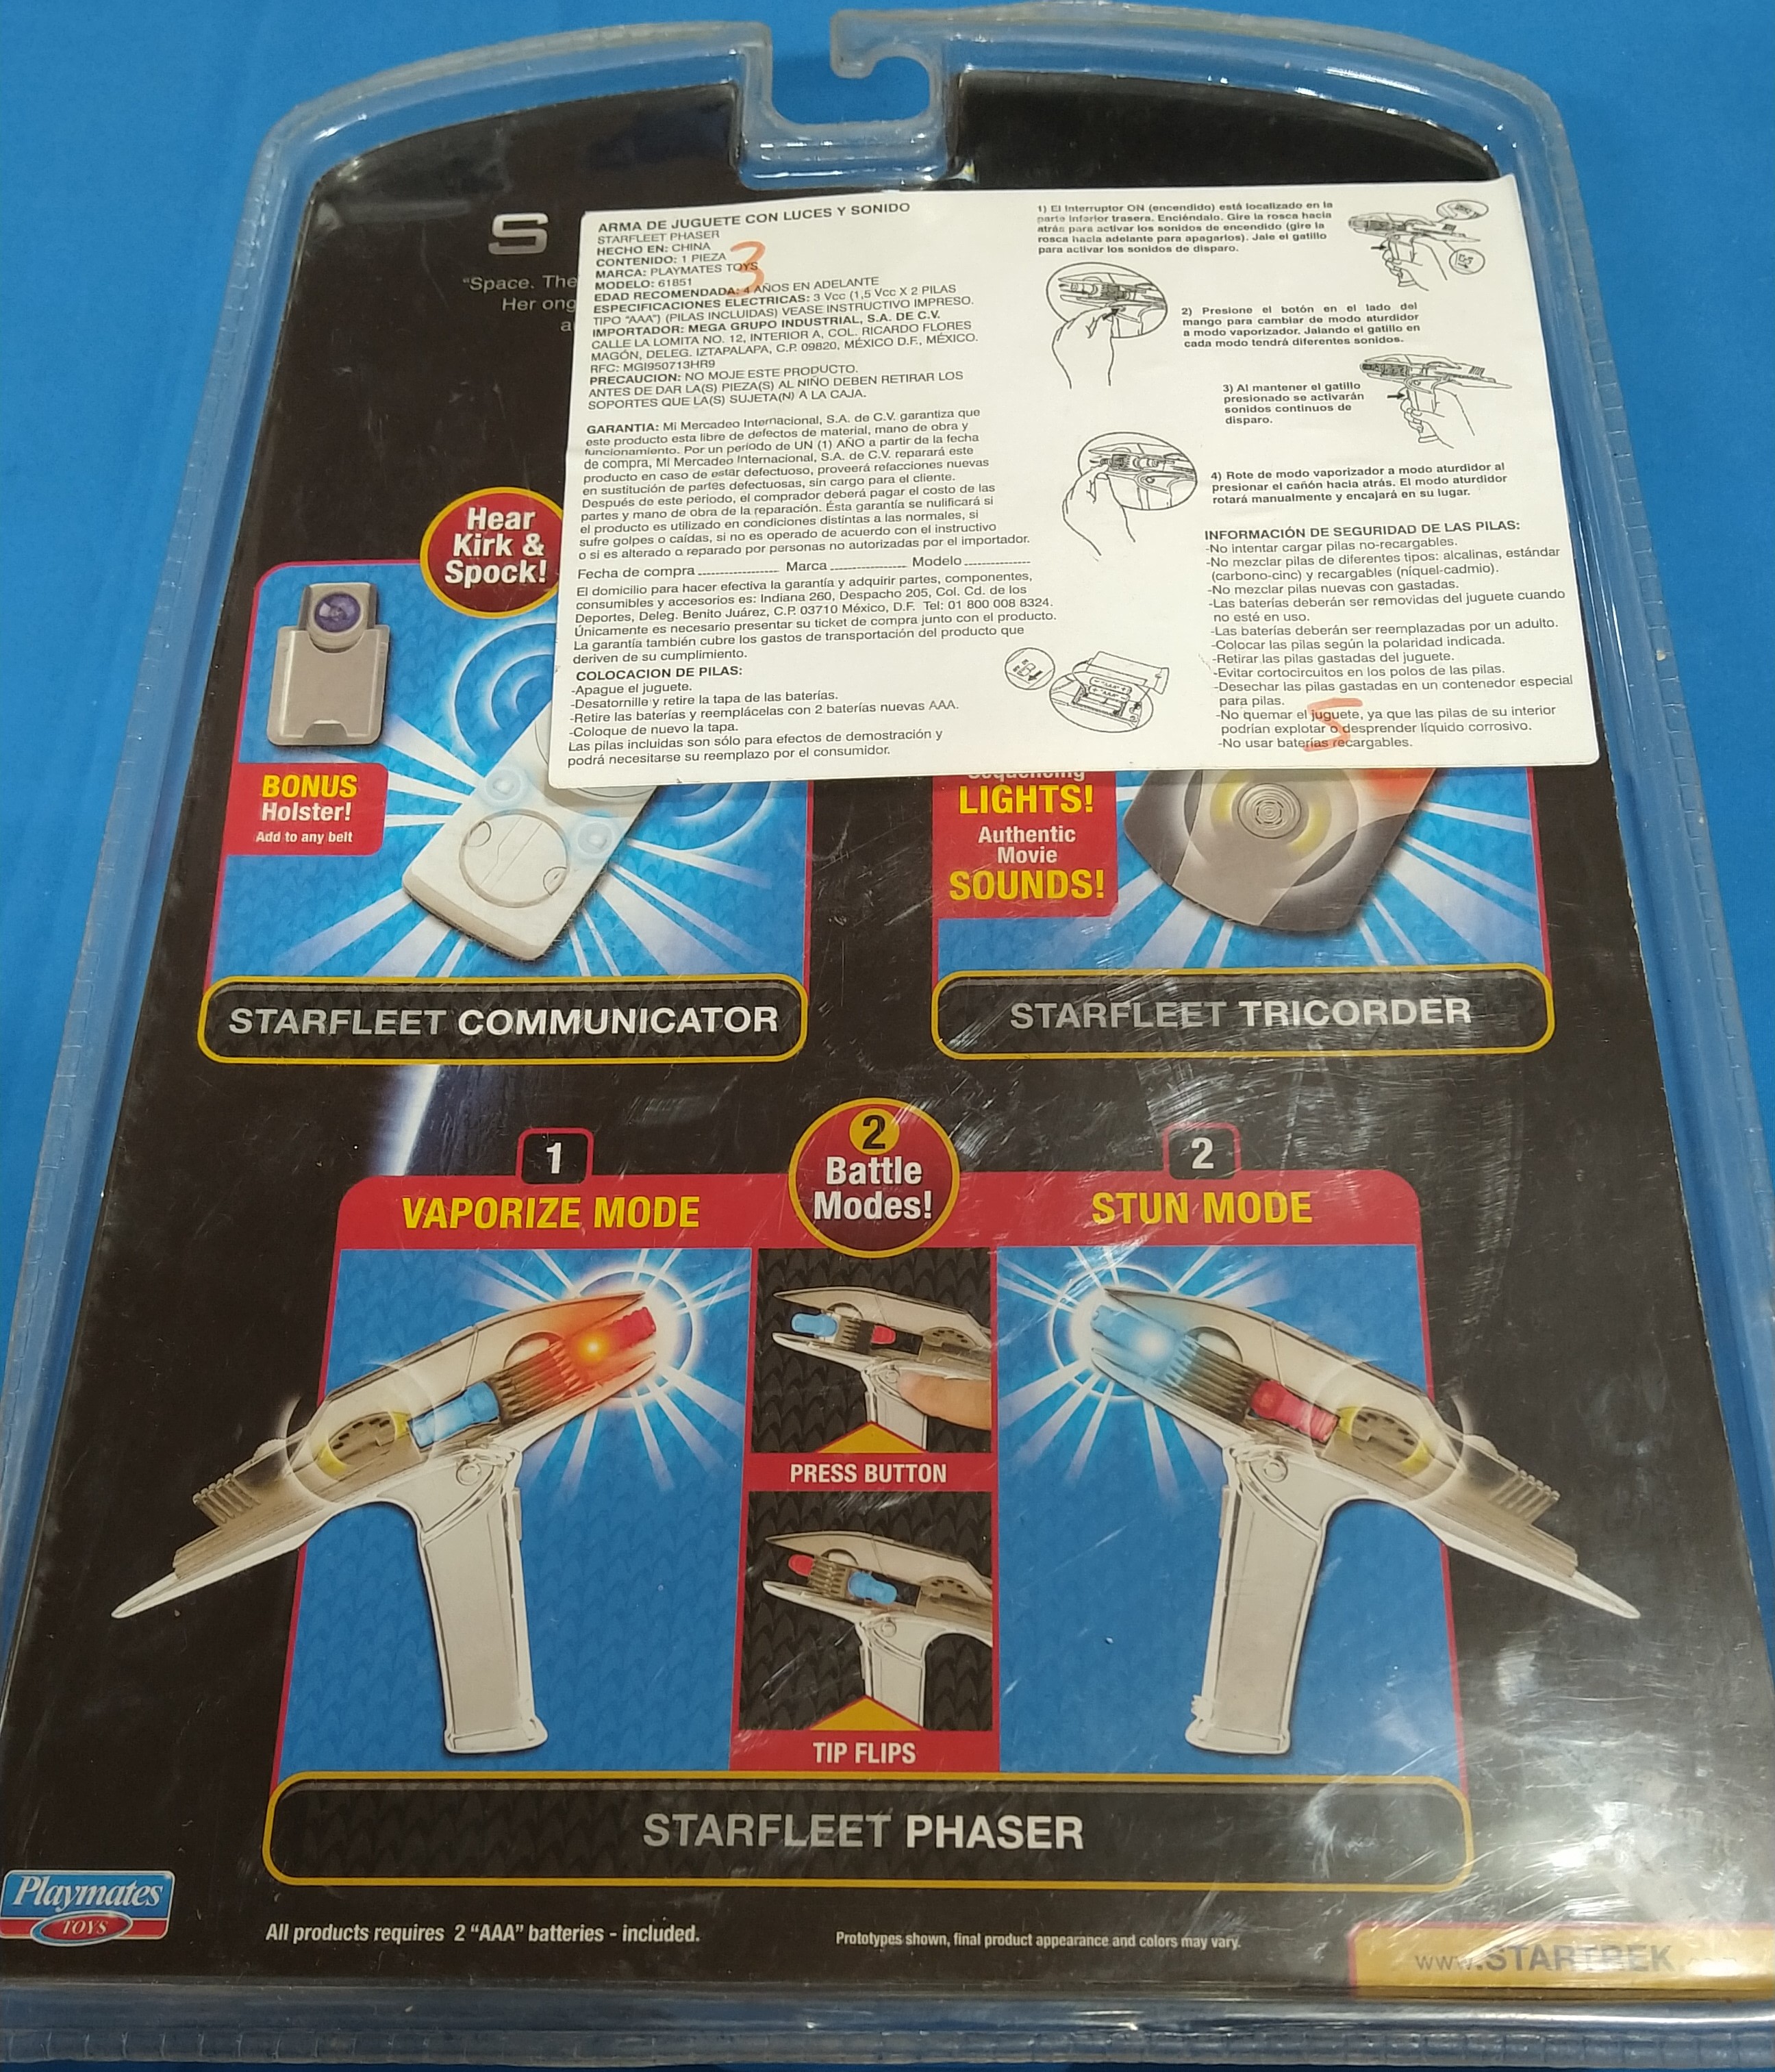 S
"Space. The
Her ong
a
ARMA DE JUGUETE CON LUCES Y SONIDO
STARFLEET PHASER
HECHO EN: CHINA
CONTENIDO: 1 PIEZA
MARCA: PLAYMATES TOYS
MODELO: 61851
EDAD RECOMENDADA: 4 AÑOS EN ADELANTE
ESPECIFICACIONES ELECTRICAS: 3 Vcc (1,5 Vcc X 2 PILAS
TIPO "AAA") (PILAS INCLUIDAS) VEASE INSTRUCTIVO IMPRESO.
IMPORTADOR: MEGA GRUPO INDUSTRIAL, S.A. DE C.V.
CALLE LA LOMITA NO. 12, INTERIOR A, COL. RICARDO FLORES
MAGÓN, DELEG. IZTAPALAPA, C.P. 09820, MÉXICO D.F., MÉXICO.
RFC: MGI950713HR9
PRECAUCION: NO MOJE ESTE PRODUCTO.
ANTES DE DAR LA(S) PIEZA(S) AL NIÑO DEBEN RETIRAR LOS
SOPORTES QUE LA(S) SUJETA(N) A LA CAJA.
3
GARANTIA: Mi Mercadeo Internacional, S.A. de C.V. garantiza que
este producto esta libre de defectos de material, mano de obra y
funcionamiento. Por un periodo de UN (1) AÑO a partir de la fecha
de compra, Mi Mercadeo Internacional, S.A. de C.V. reparará este
producto en caso de estar defectuoso, proveerá refacciones nuevas
en sustitución de partes defectuosas, sin cargo para el cliente.
Después de este periodo, el comprador deberá pagar el costo de las
partes y mano de obra de la reparación. Ésta garantía se nulificará si
el producto es utilizado en condiciones distintas a las normales, si
sufre golpes o caídas, si no es operado de acuerdo con el instructivo
o si es alterado o reparado por personas no autorizadas por el importador.
Fecha de compra Marca Modelo
El domicilio para hacer efectiva la garantía y adquirir partes, componentes,
consumibles y accesorios es: Indiana 260, Despacho 205, Col. Cd. de los
Deportes, Deleg. Benito Juárez, C.P. 03710 México, D.F. Tel: 01 800 008 8324.
Únicamente es necesario presentar su ticket de compra junto con el producto.
La garantía también cubre los gastos de transportación del producto que
deriven de su cumplimiento.
COLOCACION DE PILAS:
-Apague el juguete.
-Desatornille y retire la tapa de las baterías.
-Retire las baterías y reemplácelas con 2 baterías nuevas AAA.
-Coloque de nuevo la tapa.
Las pilas incluidas son sólo para efectos de demostración y
podrá necesitarse su reemplazo por el consumidor.
1) El Interruptor ON (encendido) está localizado en la
parte inferior trasera. Enciéndalo. Gire la rosca hacia
atrás para activar los sonidos de encendido (gire la
rosca hacia adelante para apagarlos). Jale el gatillo
para activar los sonidos de disparo.
2) Presione el botón en el lado del
mango para cambiar de modo aturdidor
a modo vaporizador. Jalando el gatillo en
cada modo tendrá diferentes sonidos.
3) Al mantener el gatillo
presionado se activarán
sonidos continuos de
disparo.
4) Rote de modo vaporizador a modo aturdidor al
presionar el cañón hacia atrás. El modo aturdidor
rotará manualmente y encajará en su lugar.
INFORMACIÓN DE SEGURIDAD DE LAS PILAS:
-No intentar cargar pilas no-recargables.
-No mezclar pilas de diferentes tipos: alcalinas, estándar
(carbono-cinc) y recargables (níquel-cadmio).
-No mezclar pilas nuevas con gastadas.
-Las baterías deberán ser removidas del juguete cuando
no esté en uso.
-Las baterías deberán ser reemplazadas por un adulto.
-Colocar las pilas según la polaridad indicada.
-Retirar las pilas gastadas del juguete.
-Evitar cortocircuitos en los polos de las pilas.
-Desechar las pilas gastadas en un contenedor especial
para pilas.
-No quemar el juguete, ya que las pilas de su interior
podrían explotar o desprender líquido corrosivo.
-No usar baterías recargables.
5
Hear
Kirk &
Spock!
BONUS
Holster!
Add to any belt
Sequencing
LIGHTS!
Authentic
Movie
SOUNDS!
STARFLEET COMMUNICATOR
STARFLEET TRICORDER
1
VAPORIZE MODE
2
Battle
Modes!
2
STUN MODE
PRESS BUTTON
TIP FLIPS
STARFLEET PHASER
Playmates
TOYS
All products requires 2 "AAA" batteries - included.
Prototypes shown, final product appearance and colors may vary.
www.STARTREK